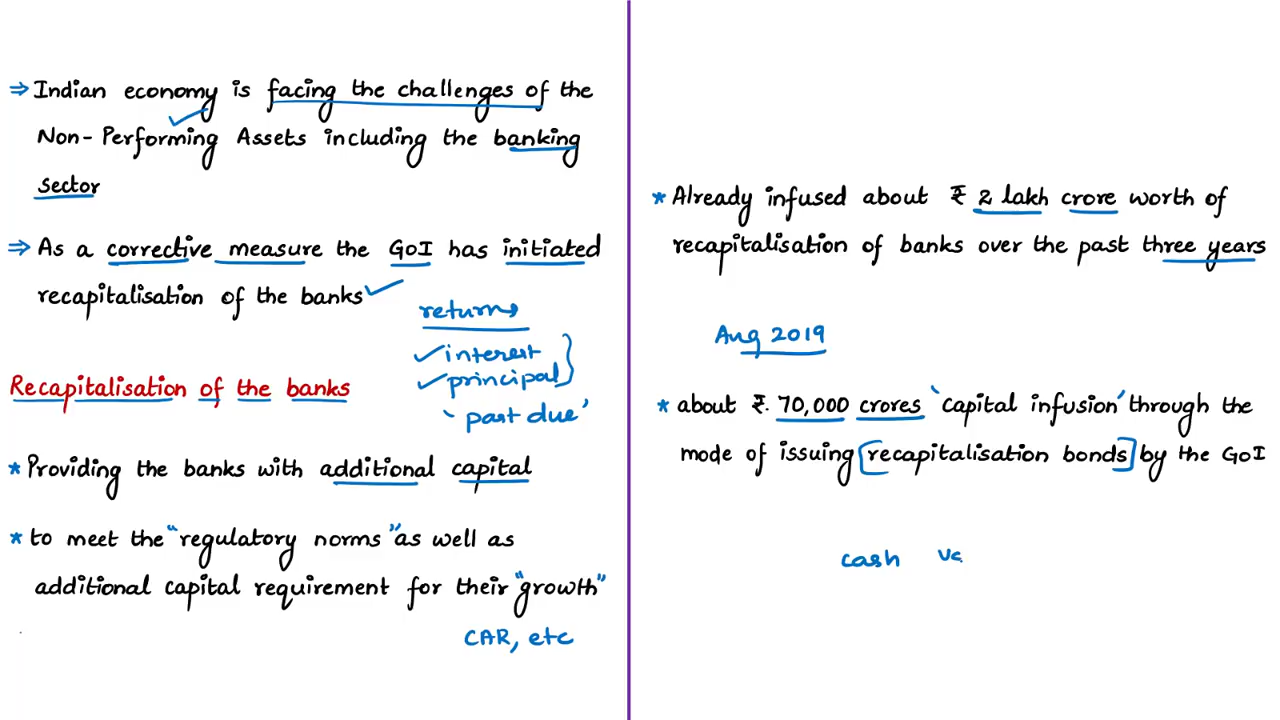 ⇒ Indian economy is facing the challenges of the
Non-Performing Assets including the banking
sector
⇒ As a corrective measure the GoI has initiated
recapitalisation of the banks
return→
interest
principal
'past due'
Recapitalisation of the banks
* Providing the banks with additional capital
* to meet the "regulatory norms" as well as
additional capital requirement for their "growth"
CAR, etc
* Already infused about ₹ 2 lakh crore worth of
recapitalisation of banks over the past three years
Aug 2019
* about ₹. 70,000 crores 'capital infusion' through the
mode of issuing [recapitalisation bonds] by the GoI
cash